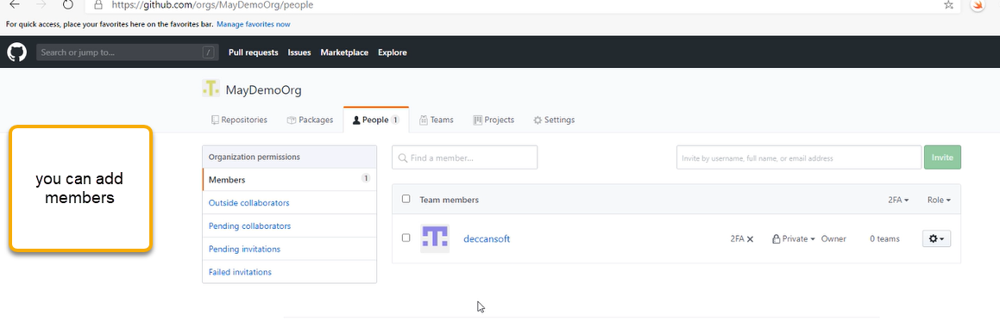 https://github.com/orgs/MayDemoOrg/people
For quick access, place your favorites here on the favorites bar. Manage favorites now
Search or jump to... /
Pull requests Issues Marketplace Explore
MayDemoOrg
Repositories Packages People 1 Teams Projects Settings
you can add
members
Organization permissions
Members 1
Outside collaborators
Pending collaborators
Pending invitations
Failed invitations
Find a member...
Invite by username, full name, or email address
Invite
Team members 2FA Role
deccansoft 2FA Private Owner 0 teams